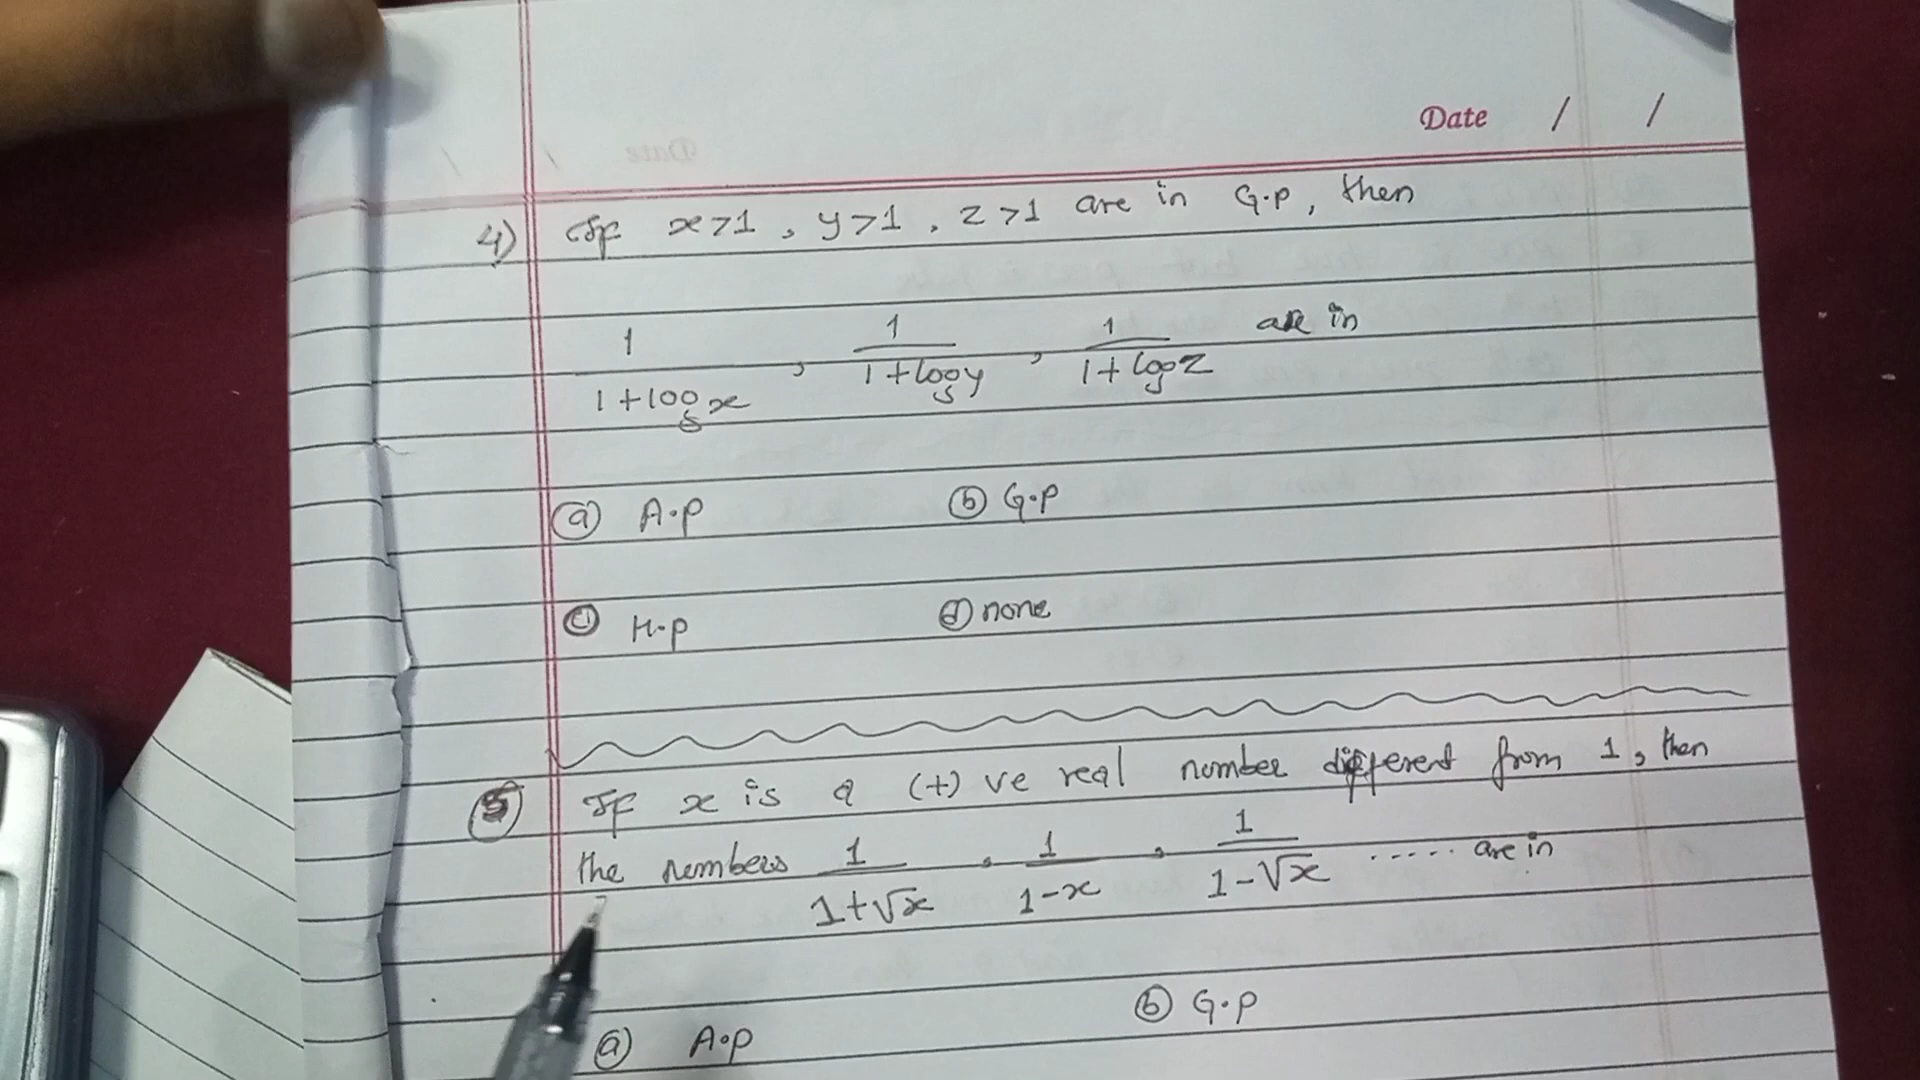 Date / /
4) If x>1, y>1, z>1 are in G.P, then
1/(1+log x), 1/(1+log y), 1/(1+log z) are in
(a) A.P (b) G.P
(c) H.P (d) none
(5) If x is a (+) ve real number different from 1, then
the numbers 1/(1+√x), 1/(1-x), 1/(1-√x) ..... are in
(a) A.P (b) G.P